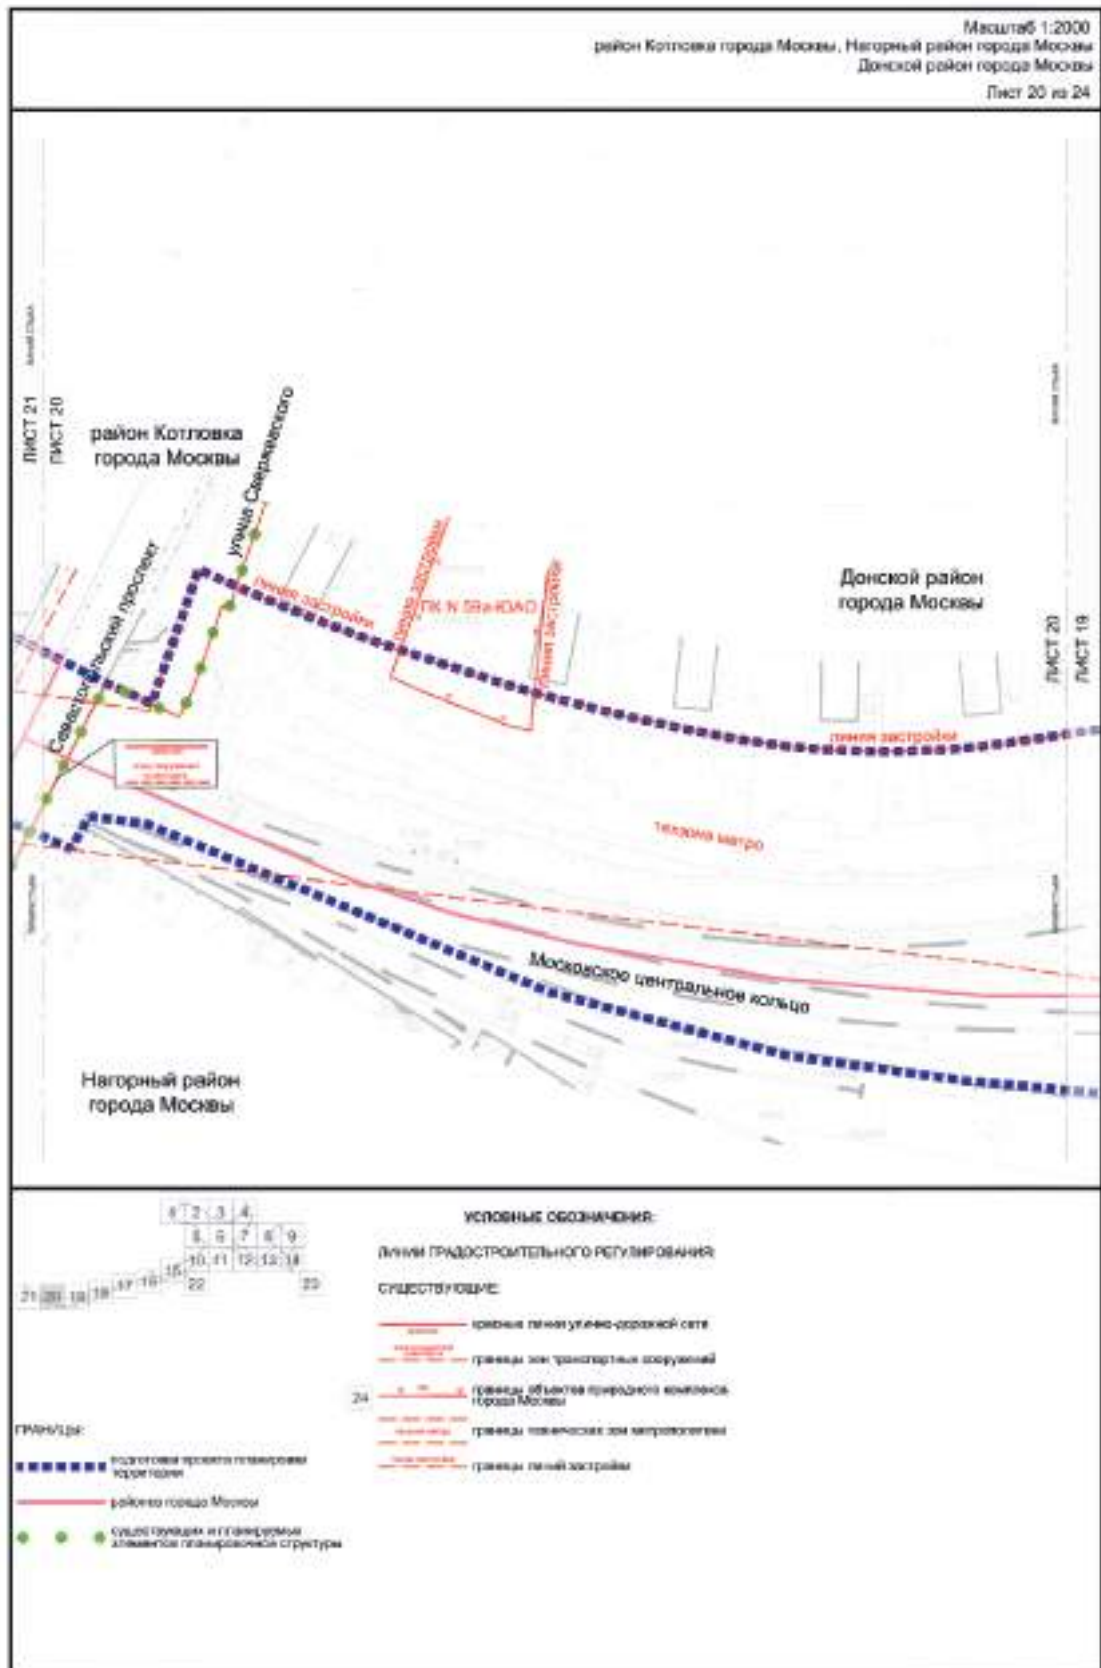 Масштаб 1:2000
район Котловка города Москвы, Нагорный район города Москвы
Донской район города Москвы
Лист 20 из 24
ЛИСТ 21
ЛИСТ 20
район Котловка
города Москвы
улица Свержевского
Севастопольский проспект
линия застройки
линия застройки
ПК N 59а-ЮАО
линия застройки
Донской район
города Москвы
ЛИСТ 20
ЛИСТ 19
линия застройки
техзона метро
Московское центральное кольцо
Нагорный район
города Москвы
2 3 4
5 6 7 8 9
10 11 12 13 14
21 20 19 18 17 16 15 22 23
24
УСЛОВНЫЕ ОБОЗНАЧЕНИЯ:
ЛИНИИ ГРАДОСТРОИТЕЛЬНОГО РЕГУЛИРОВАНИЯ:
СУЩЕСТВУЮЩИЕ:
красные линии улично-дорожной сети
границы зон транспортных сооружений
границы объектов природного комплекса
города Москвы
границы технических зон метрополитена
границы линий застройки
ГРАНИЦЫ:
подготовки проекта планировки
территории
районов города Москвы
существующих и планируемых
элементов планировочной структуры